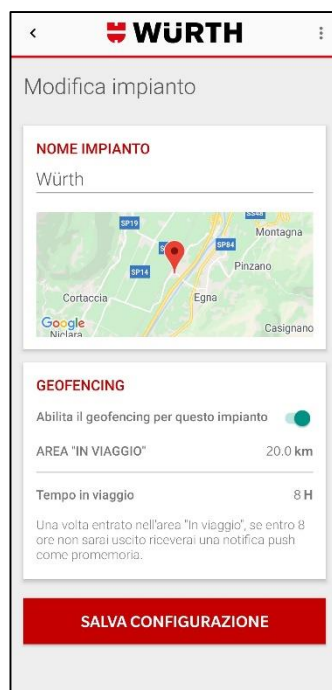 WÜRTH
Modifica impianto
NOME IMPIANTO
Würth
SP19
SS48
Montagna
SP84
SP14
Pinzano
Cortaccia
Egna
Google
Niclara
Casignano
GEOFENCING
Abilita il geofencing per questo impianto
AREA "IN VIAGGIO" 20.0 km
Tempo in viaggio 8 H
Una volta entrato nell'area "In viaggio", se entro 8
ore non sarai uscito riceverai una notifica push
come promemoria.
SALVA CONFIGURAZIONE